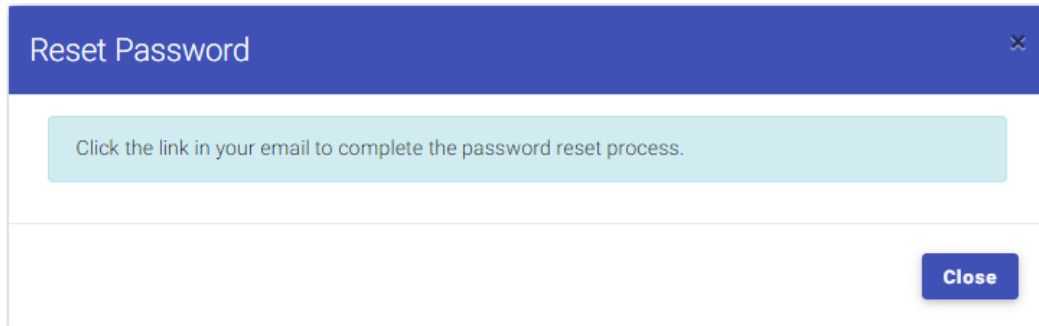 Reset Password
Click the link in your email to complete the password reset process.
Close